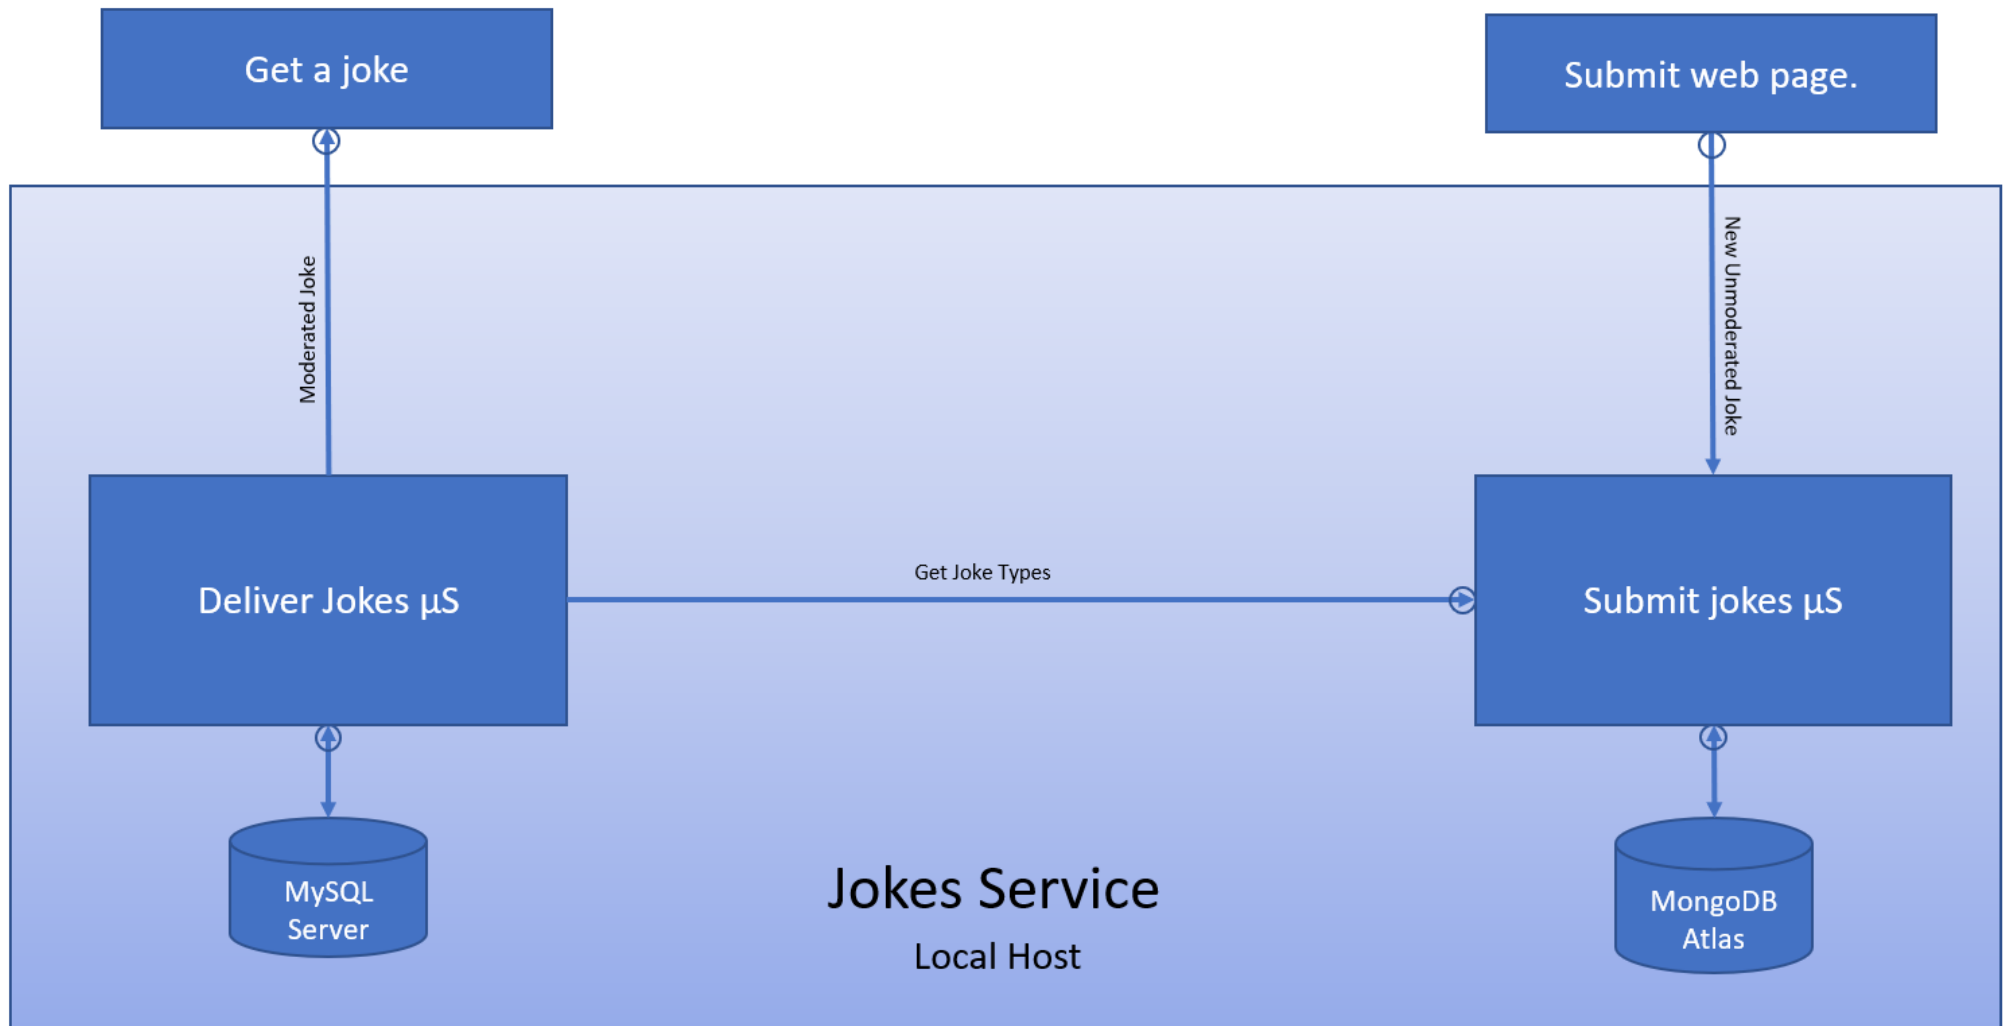 Get a joke
Submit web page.
Moderated Joke
New Unmoderated Joke
Get Joke Types
Deliver Jokes µS
Submit jokes µS
MySQL
Server
Jokes Service
Local Host
MongoDB
Atlas